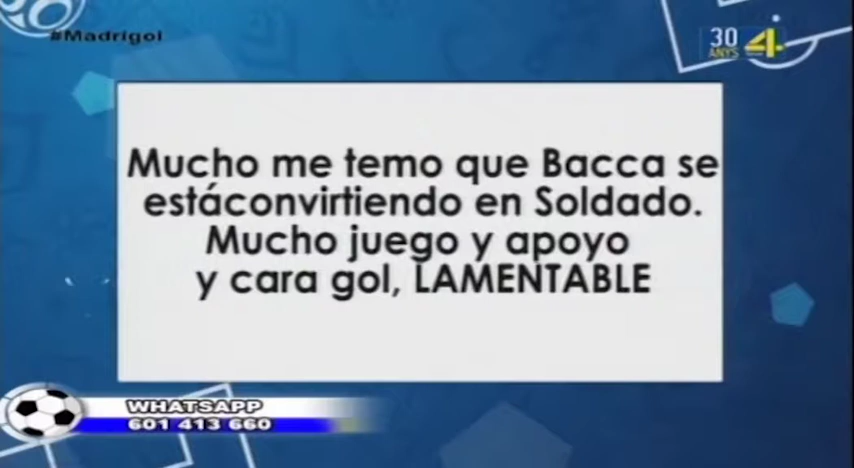 #Madrigol
30 4
ANYS
Mucho me temo que Bacca se
estáconvirtiendo en Soldado.
Mucho juego y apoyo
y cara gol, LAMENTABLE
WHATSAPP
601 413 660